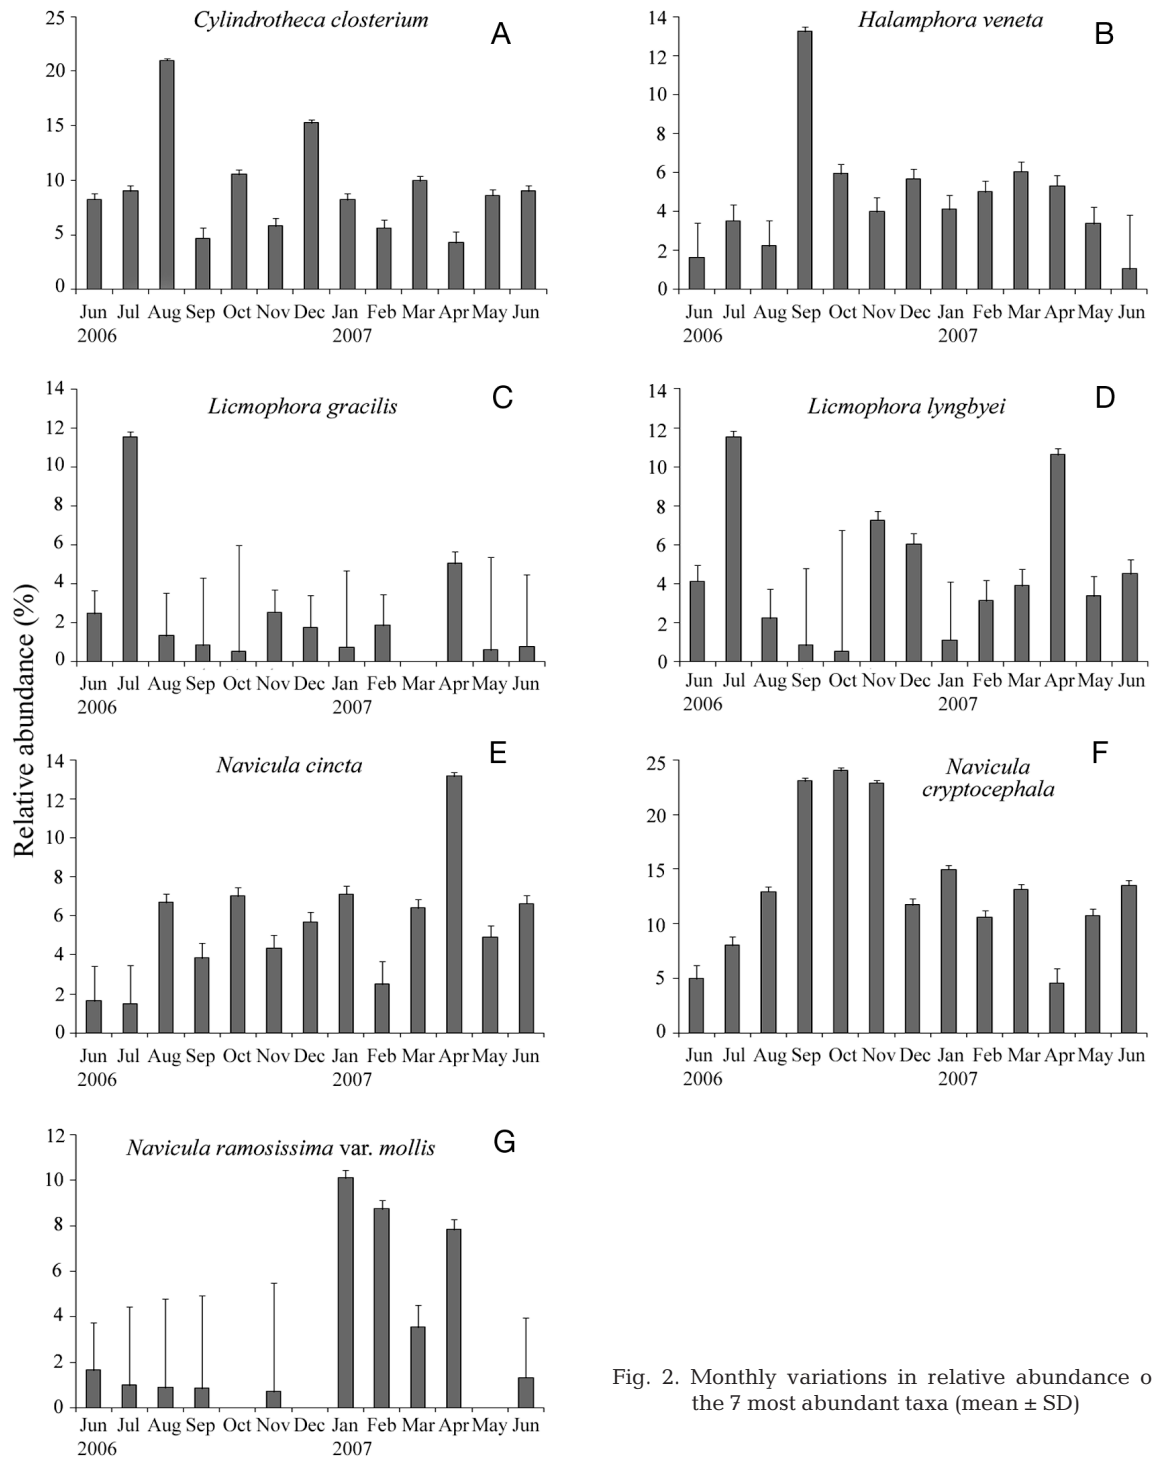 Cylindrotheca closterium
A
25
20
15
10
5
0
Jun Jul Aug Sep Oct Nov Dec Jan Feb Mar Apr May Jun
2006 2007
Halamphora veneta
B
14
12
10
8
6
4
2
0
Jun Jul Aug Sep Oct Nov Dec Jan Feb Mar Apr May Jun
2006 2007
Relative abundance (%)
Licmophora gracilis
C
14
12
10
8
6
4
2
0
Jun Jul Aug Sep Oct Nov Dec Jan Feb Mar Apr May Jun
2006 2007
Licmophora lyngbyei
D
14
12
10
8
6
4
2
0
Jun Jul Aug Sep Oct Nov Dec Jan Feb Mar Apr May Jun
2006 2007
Navicula cincta
E
14
12
10
8
6
4
2
0
Jun Jul Aug Sep Oct Nov Dec Jan Feb Mar Apr May Jun
2006 2007
Navicula
cryptocephala
F
25
20
15
10
5
0
Jun Jul Aug Sep Oct Nov Dec Jan Feb Mar Apr May Jun
2006 2007
Navicula ramosissima var. mollis
G
12
10
8
6
4
2
0
Jun Jul Aug Sep Oct Nov Dec Jan Feb Mar Apr May Jun
2006 2007
Fig. 2. Monthly variations in relative abundance o
the 7 most abundant taxa (mean ± SD)